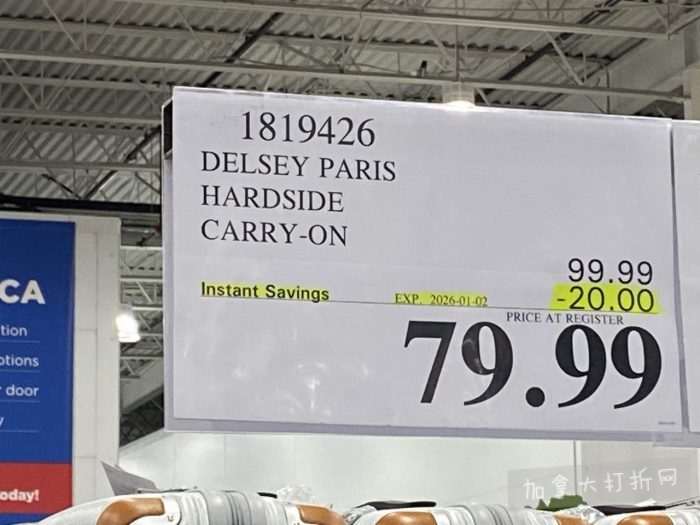 1819426
DELSEY PARIS
HARDSIDE
CARRY-ON
99.99
Instant Savings EXP. 2026-01-02 -20.00
PRICE AT REGISTER
79.99
CA
tion
ptions
r door
y
oday!
加拿大打折网